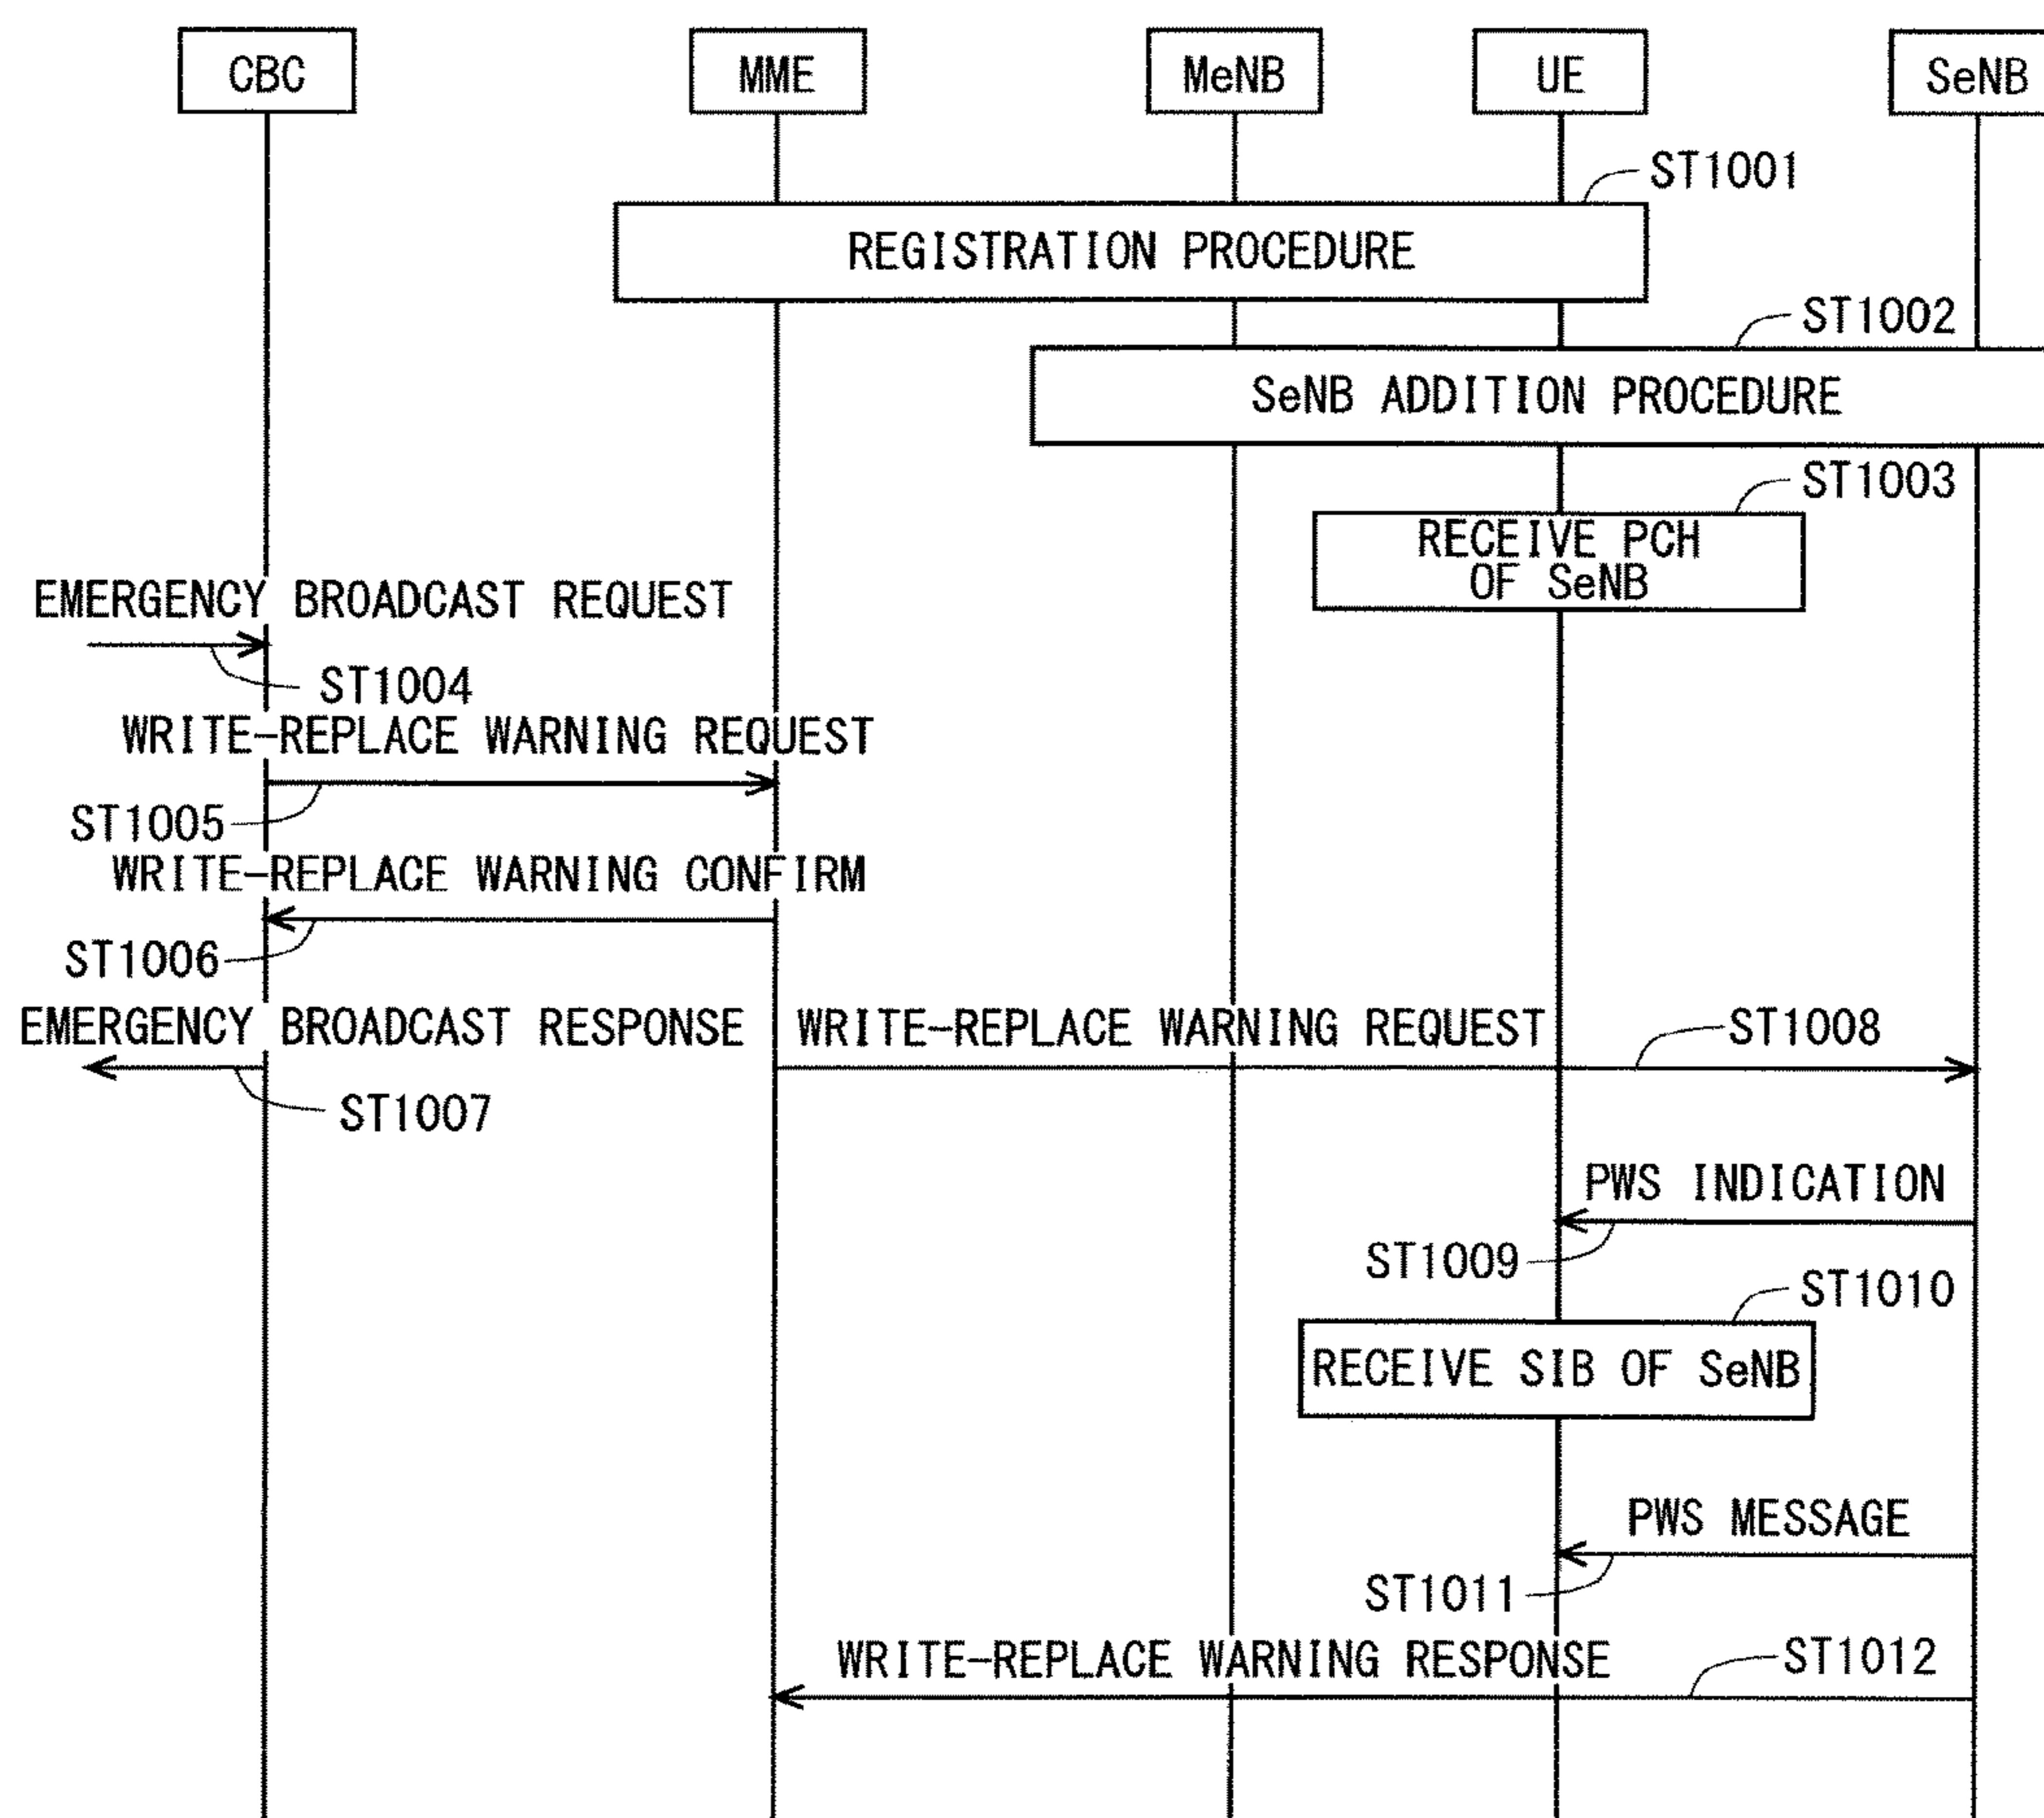 CBC
MME
MeNB
UE
SeNB
ST1001
REGISTRATION PROCEDURE
ST1002
SeNB ADDITION PROCEDURE
ST1003
RECEIVE PCH
OF SeNB
EMERGENCY BROADCAST REQUEST
ST1004
WRITE-REPLACE WARNING REQUEST
ST1005
WRITE-REPLACE WARNING CONFIRM
ST1006
EMERGENCY BROADCAST RESPONSE
WRITE-REPLACE WARNING REQUEST
ST1008
ST1007
PWS INDICATION
ST1009
ST1010
RECEIVE SIB OF SeNB
PWS MESSAGE
ST1011
WRITE-REPLACE WARNING RESPONSE
ST1012